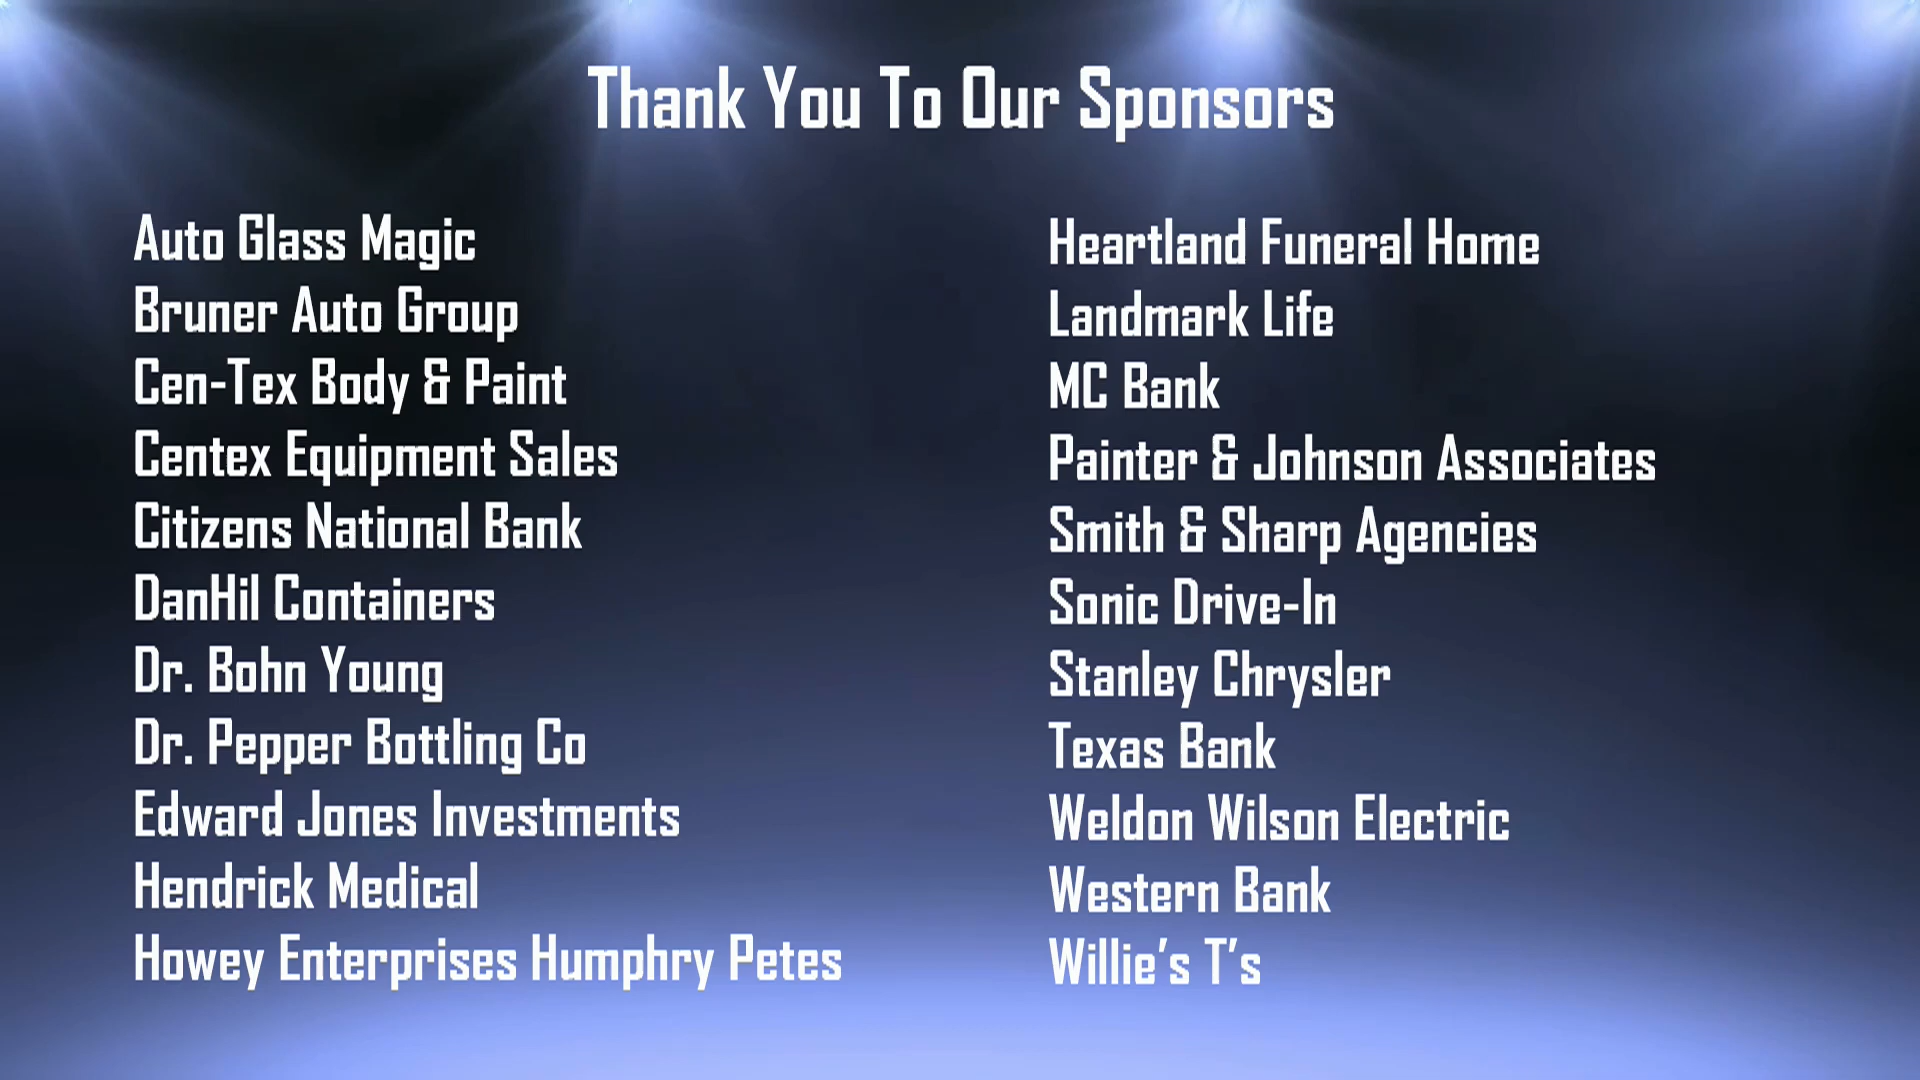 Thank You To Our Sponsors
Auto Glass Magic
Bruner Auto Group
Cen-Tex Body & Paint
Centex Equipment Sales
Citizens National Bank
DanHil Containers
Dr. Bohn Young
Dr. Pepper Bottling Co
Edward Jones Investments
Hendrick Medical
Howey Enterprises Humphry Petes
Heartland Funeral Home
Landmark Life
MC Bank
Painter & Johnson Associates
Smith & Sharp Agencies
Sonic Drive-In
Stanley Chrysler
Texas Bank
Weldon Wilson Electric
Western Bank
Willie’s T’s